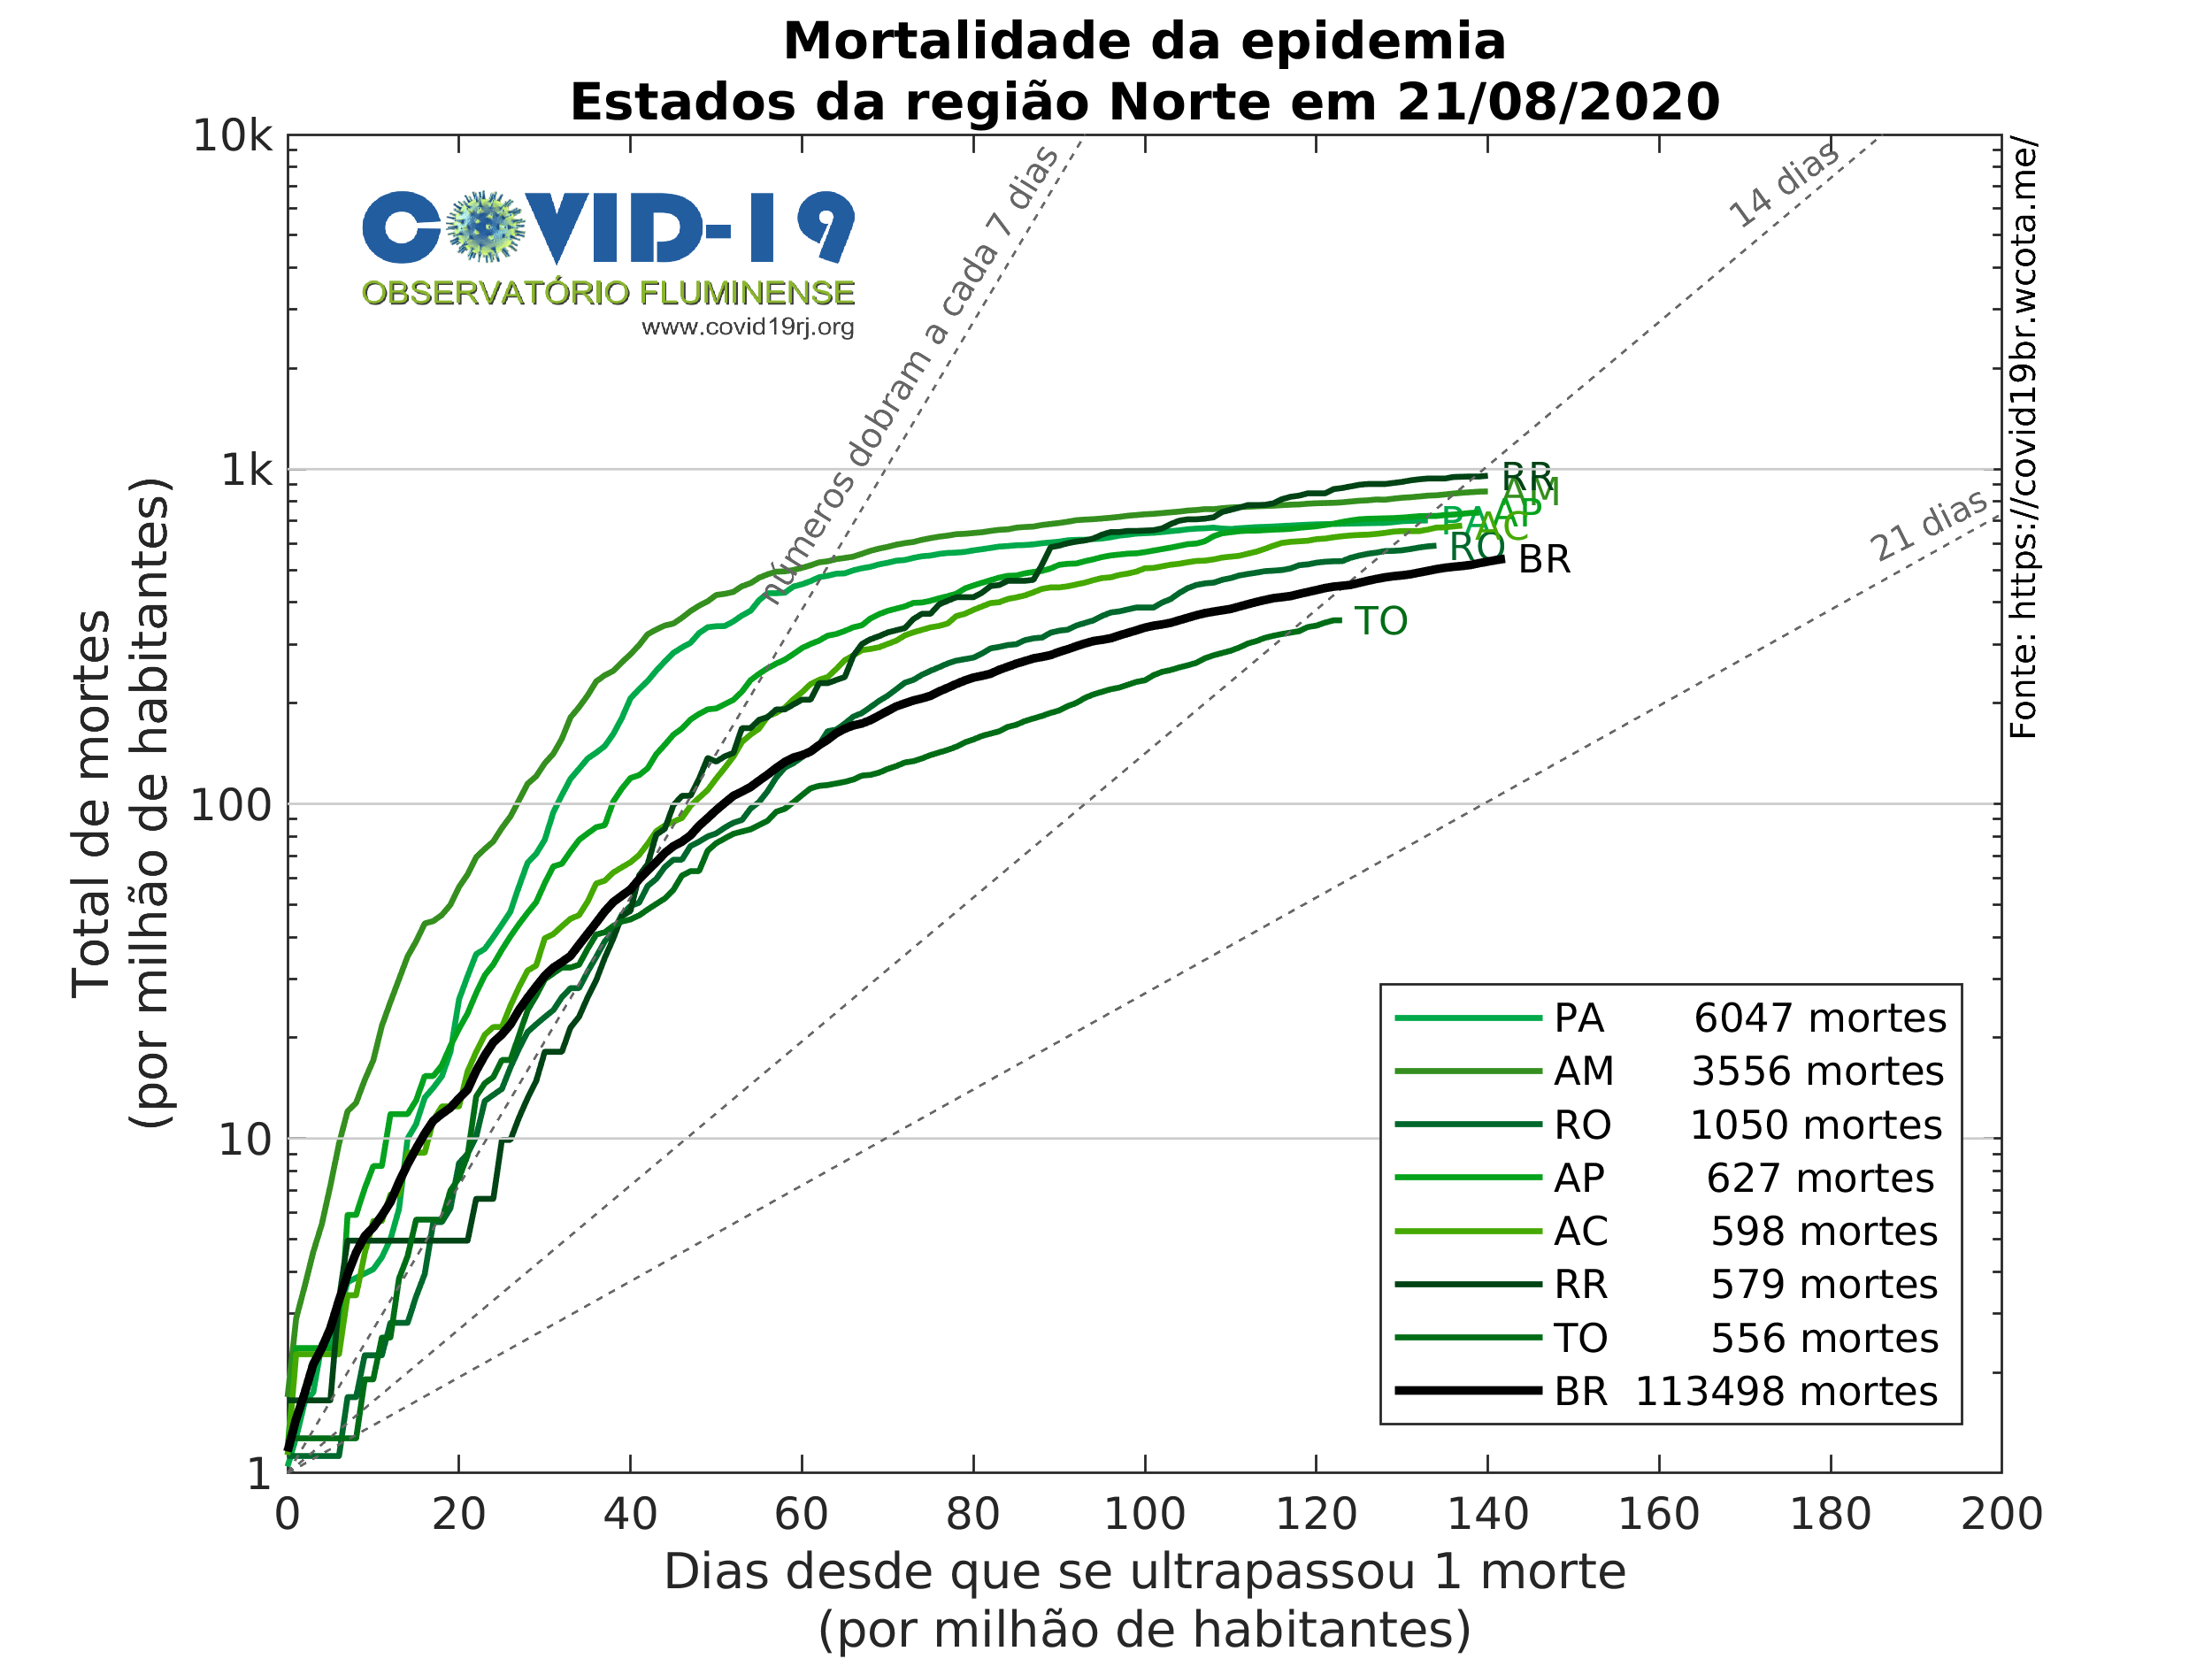 Mortalidade da epidemia
Estados da região Norte em 21/08/2020
10k
1k
100
10
1
Total de mortes
(por milhão de habitantes)
COVID-19
OBSERVATÓRIO FLUMINENSE
www.covid19rj.org
números dobram a cada 7 dias
14 dias
21 dias
Fonte: https://covid19br.wcota.me/
RR
AM
AP
PA
AC
RO
BR
TO
PA 6047 mortes
AM 3556 mortes
RO 1050 mortes
AP 627 mortes
AC 598 mortes
RR 579 mortes
TO 556 mortes
BR 113498 mortes
0 20 40 60 80 100 120 140 160 180 200
Dias desde que se ultrapassou 1 morte
(por milhão de habitantes)